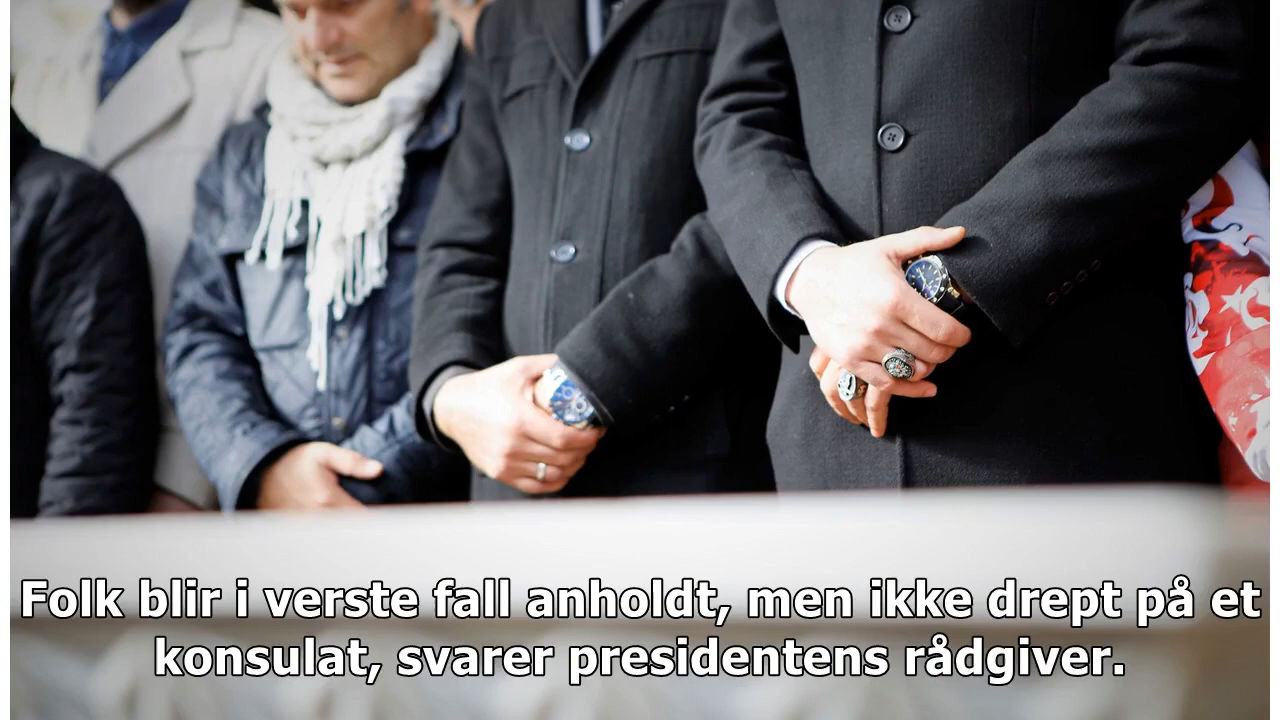 Folk blir i verste fall anholdt, men ikke drept på et
konsulat, svarer presidentens rådgiver.